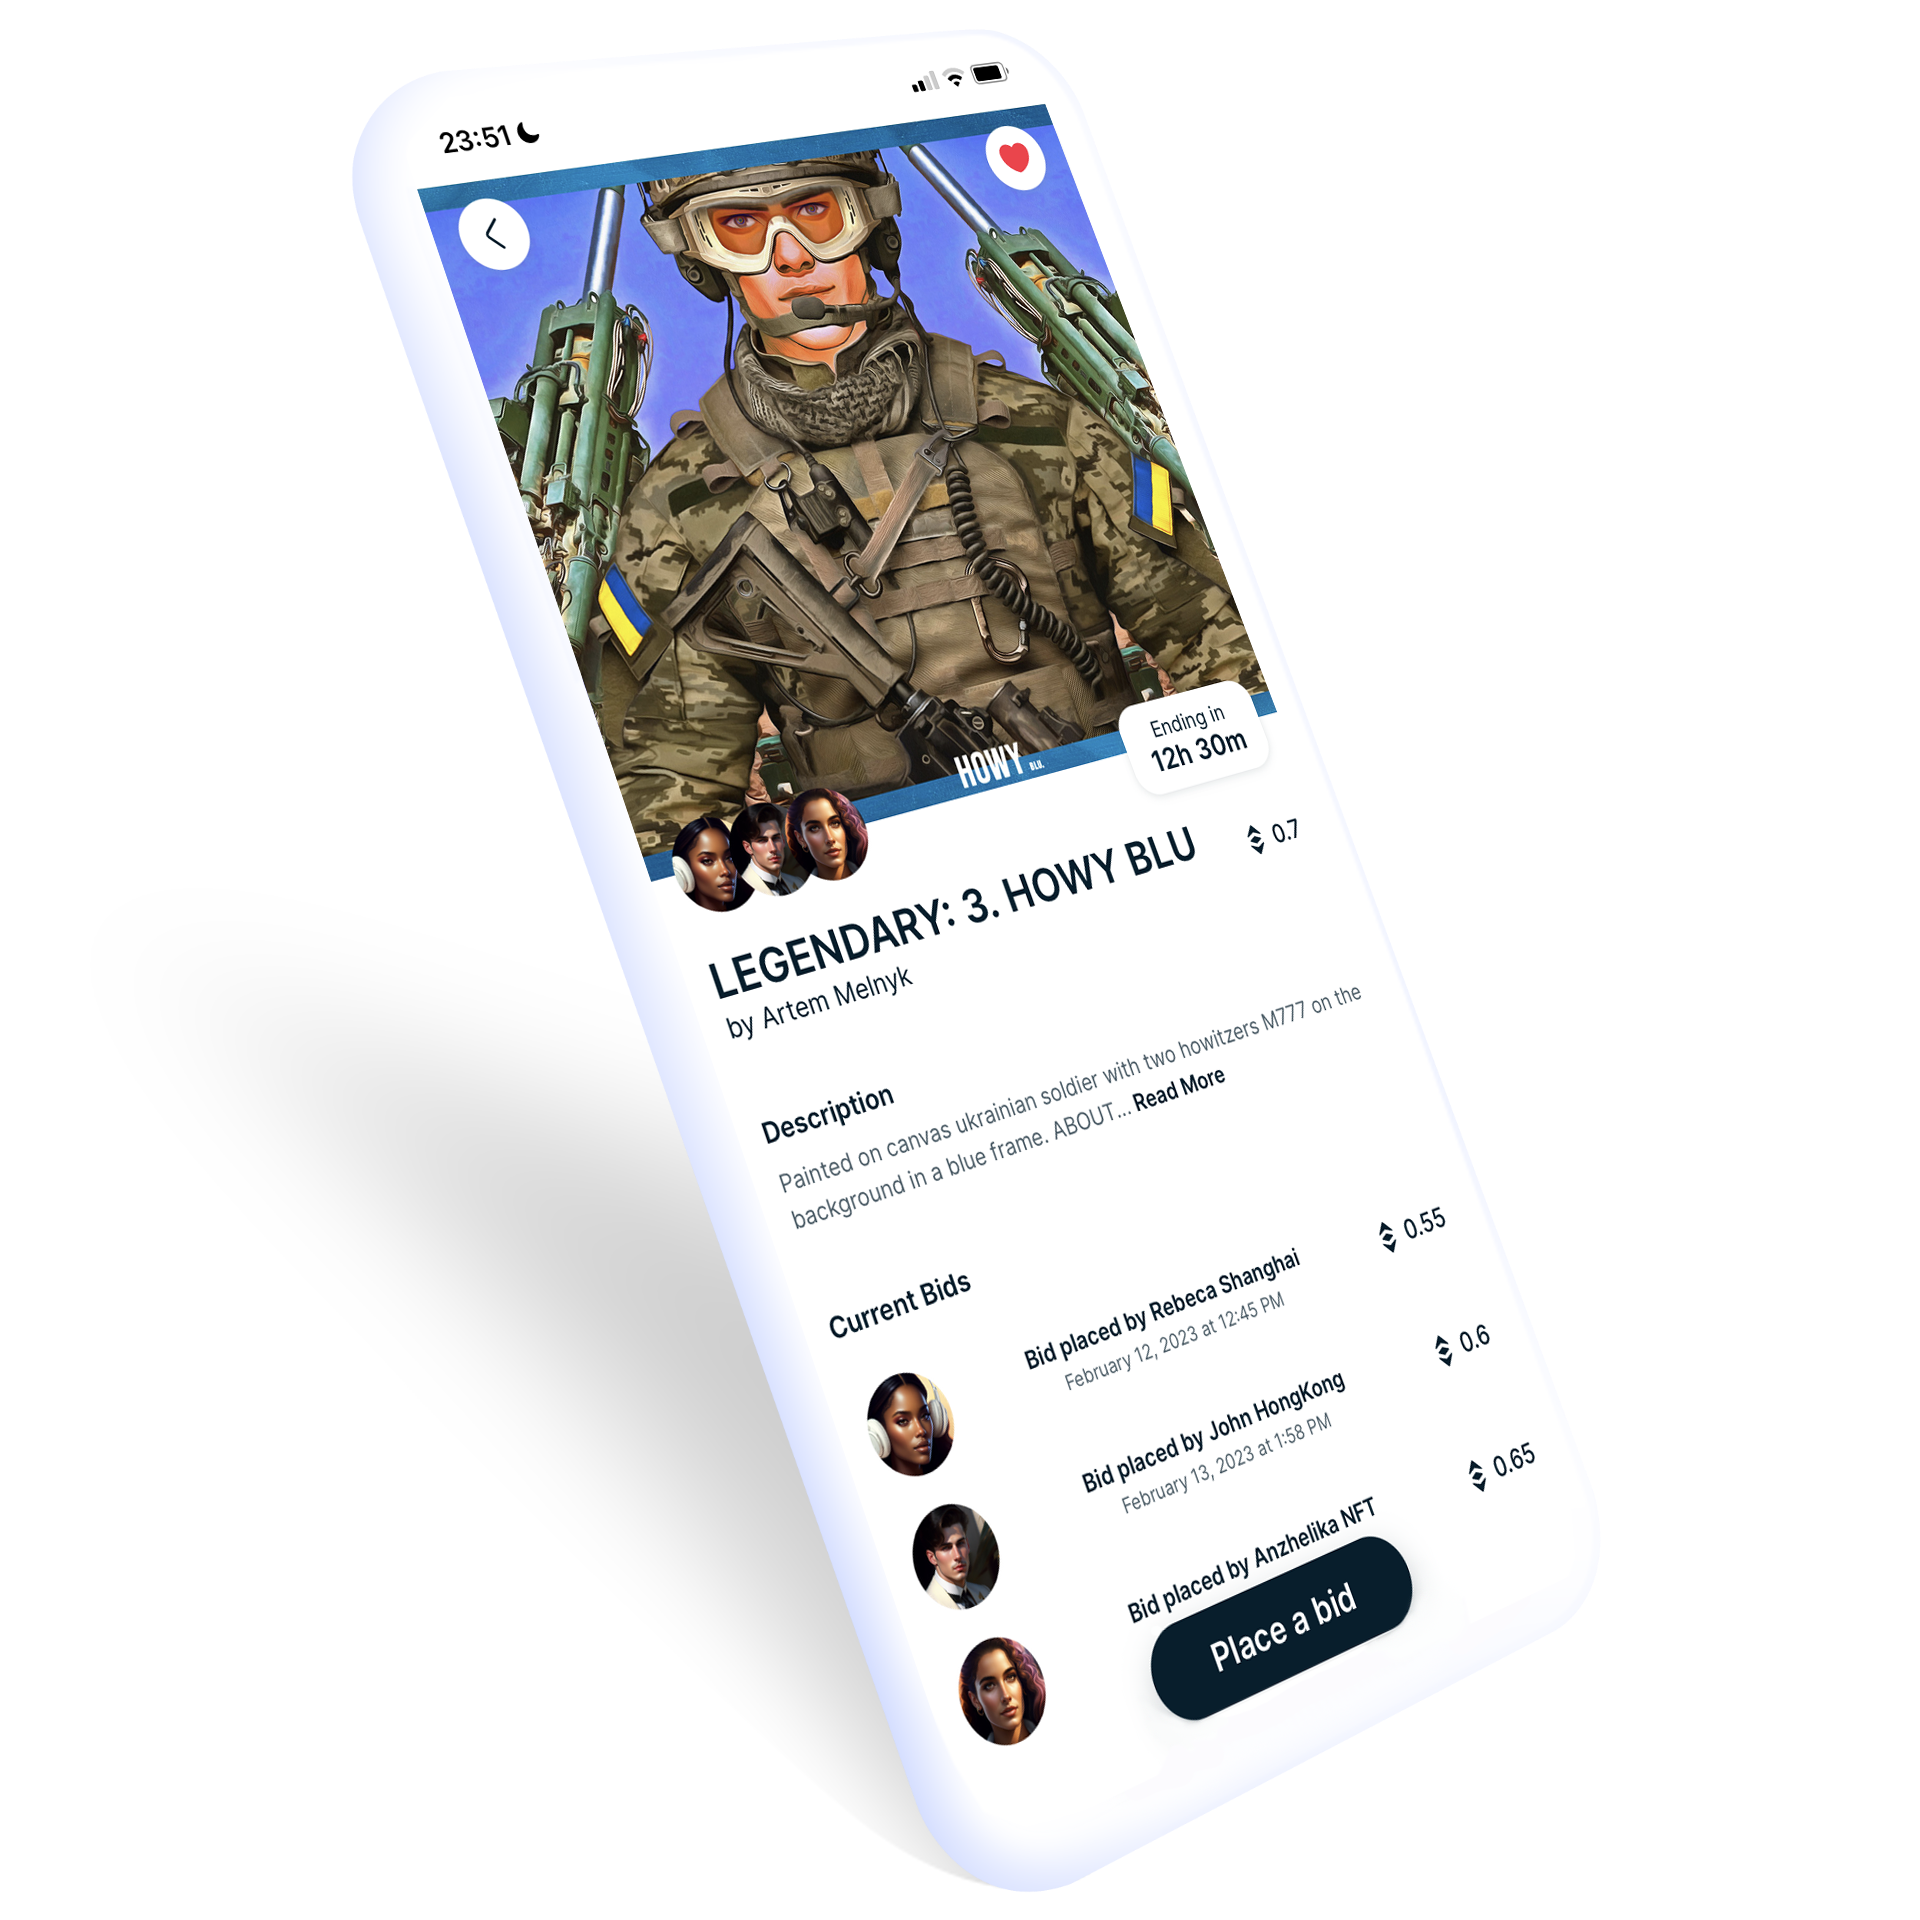 23:51
HOWY BLU.
Ending in
12h 30m
LEGENDARY: 3. HOWY BLU
0.7
by Artem Melnyk
Description
Painted on canvas ukrainian soldier with two howitzers M777 on the
background in a blue frame. ABOUT... Read More
Current Bids
Bid placed by Rebeca Shanghai
0.55
February 12, 2023 at 12:45 PM
Bid placed by John HongKong
0.6
February 13, 2023 at 1:58 PM
Bid placed by Anzhelika NFT
0.65
Place a bid